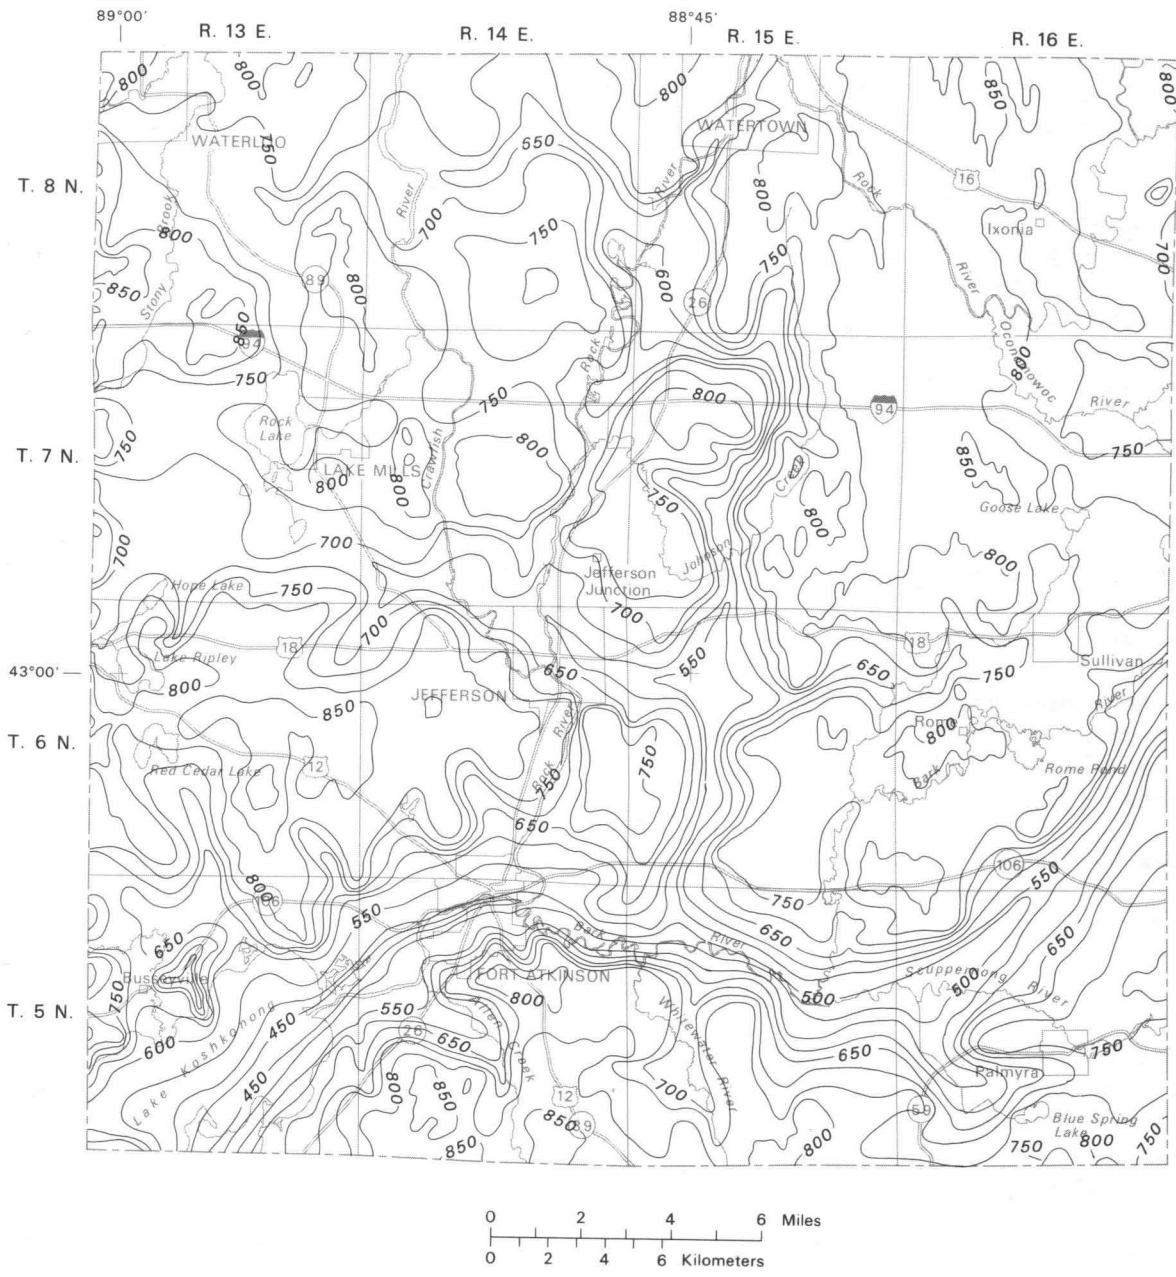 89°00'
88°45'
R. 13 E.
R. 14 E.
R. 15 E.
R. 16 E.
800
800
800
850
800
WATERLOO
750
650
WATERTOWN
T. 8 N.
River
River
Rock
16
800
Brook
700
750
Ixonia
800
750
700
89
800
600
River
850
Stony
26
850
94
Rock
Oconomowoc
800
750
750
800
94
River
Rock
Lake
800
750
T. 7 N.
750
LAKE MILLS
Crawfish
Creek
850
800
800
750
800
Goose Lake
700
700
Johnson
800
Jefferson
Junction
Hope Lake
750
700
700
18
18
Lake Ripley
650
550
650
Sullivan
43°00'
750
800
JEFFERSON
River
850
Rome
800
T. 6 N.
River
750
Red Cedar Lake
12
Rock
750
Bark
Rome Pond
650
106
550
800
106
550
750
650
650
Bark
River
650
Busseyville
FORT ATKINSON
Scuppernong
500
River
750
800
500
T. 5 N.
Lake Koshkonong
450
550
26
650
Allen
Creek
Whitewater
River
650
750
600
Palmyra
450
800
850
12
700
59
Blue Spring
Lake
850
89
850
800
750
800
750
0 2 4 6 Miles
0 2 4 6 Kilometers